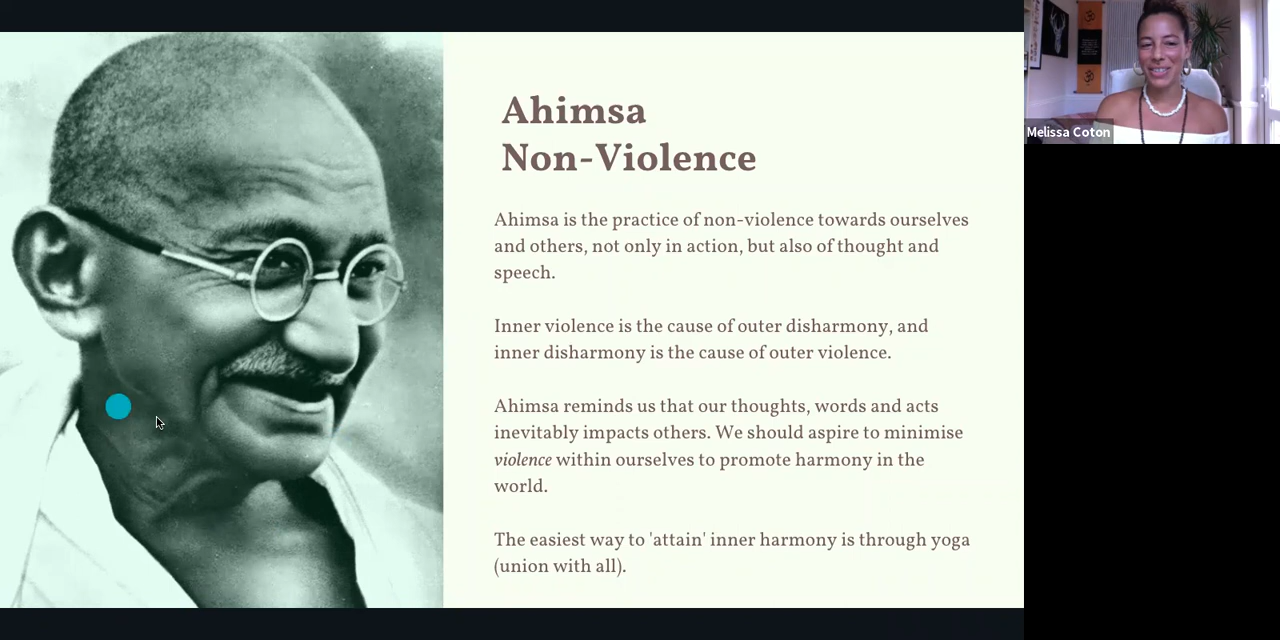 Ahimsa
Non-Violence
Ahimsa is the practice of non-violence towards ourselves
and others, not only in action, but also of thought and
speech.
Inner violence is the cause of outer disharmony, and
inner disharmony is the cause of outer violence.
Ahimsa reminds us that our thoughts, words and acts
inevitably impacts others. We should aspire to minimise
violence within ourselves to promote harmony in the
world.
The easiest way to 'attain' inner harmony is through yoga
(union with all).
Melissa Coton